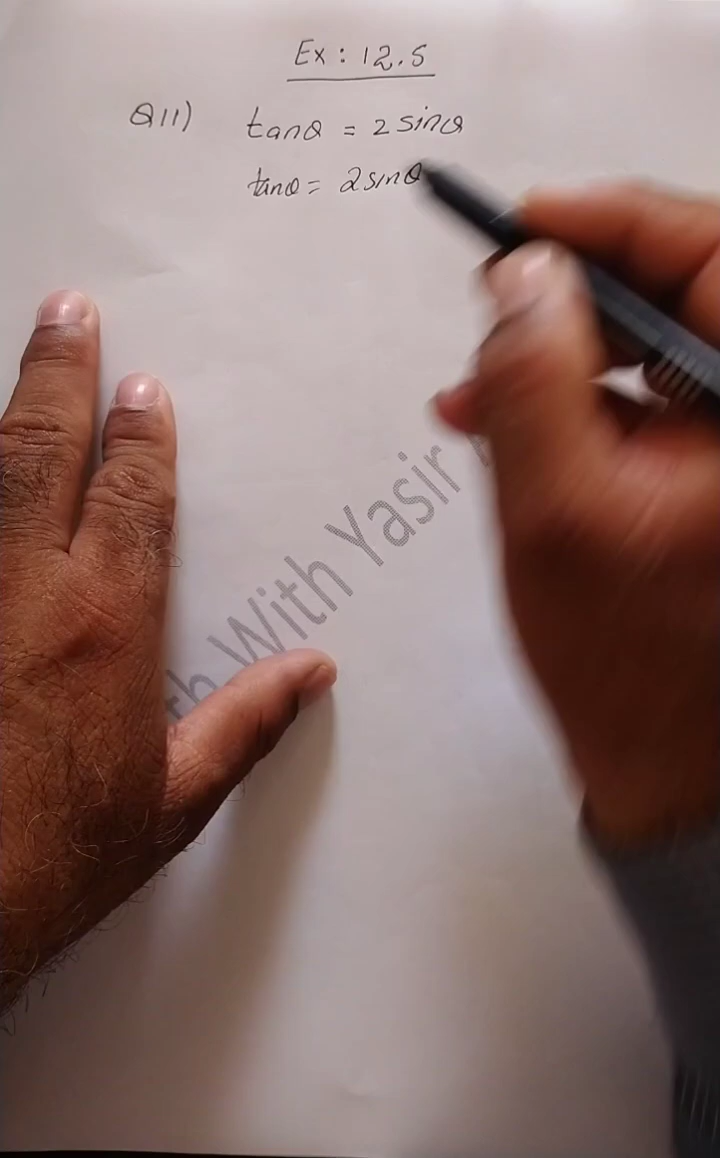 Ex : 12.5
Q11) tanθ = 2 sinθ
tanθ = 2sinθ
With Yasir